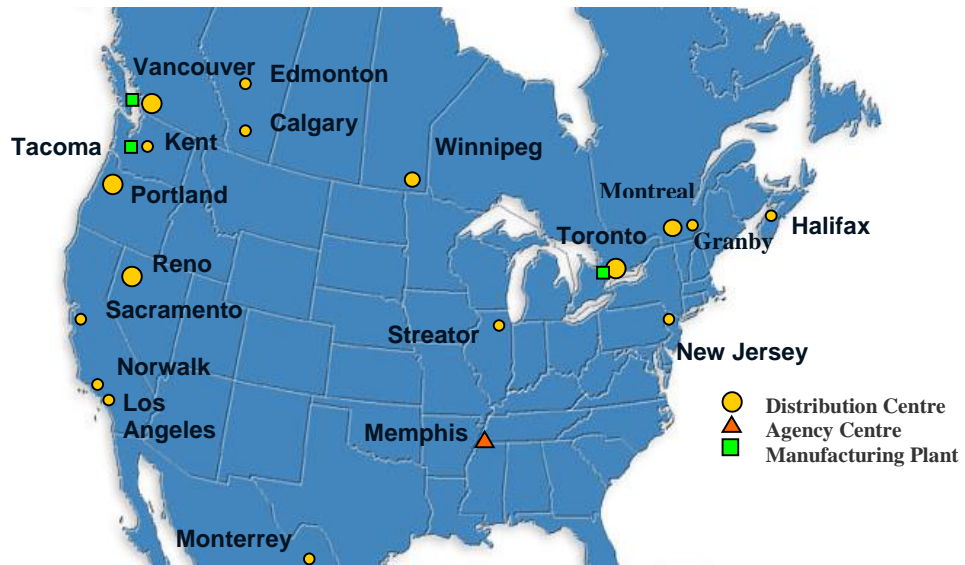 Vancouver
Edmonton
Calgary
Tacoma
Kent
Winnipeg
Portland
Montreal
Halifax
Toronto
Granby
Reno
Sacramento
Streator
New Jersey
Norwalk
Los
Angeles
Memphis
Distribution Centre
Agency Centre
Manufacturing Plant
Monterrey